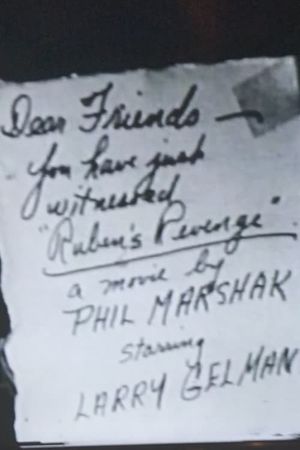 Dear Friends —
you have just
witnessed
"Ruben's Revenge"
a movie by
PHIL MARSHAK
starring
LARRY GELMAN